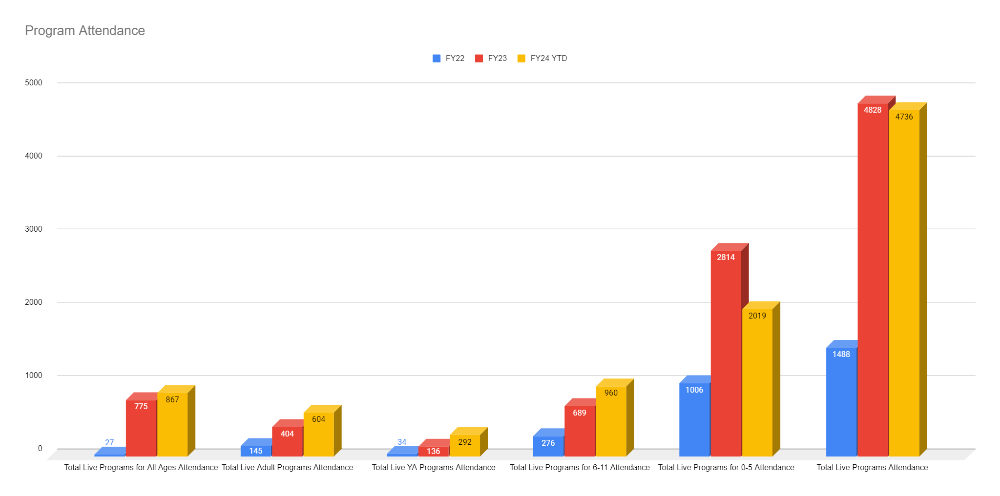 Program Attendance
FY22 FY23 FY24 YTD
5000
4000
3000
2000
1000
0
27 775 867
145 404 604
34 136 292
276 689 960
1006 2814 2019
1488 4828 4736
Total Live Programs for All Ages Attendance
Total Live Adult Programs Attendance
Total Live YA Programs Attendance
Total Live Programs for 6-11 Attendance
Total Live Programs for 0-5 Attendance
Total Live Programs Attendance